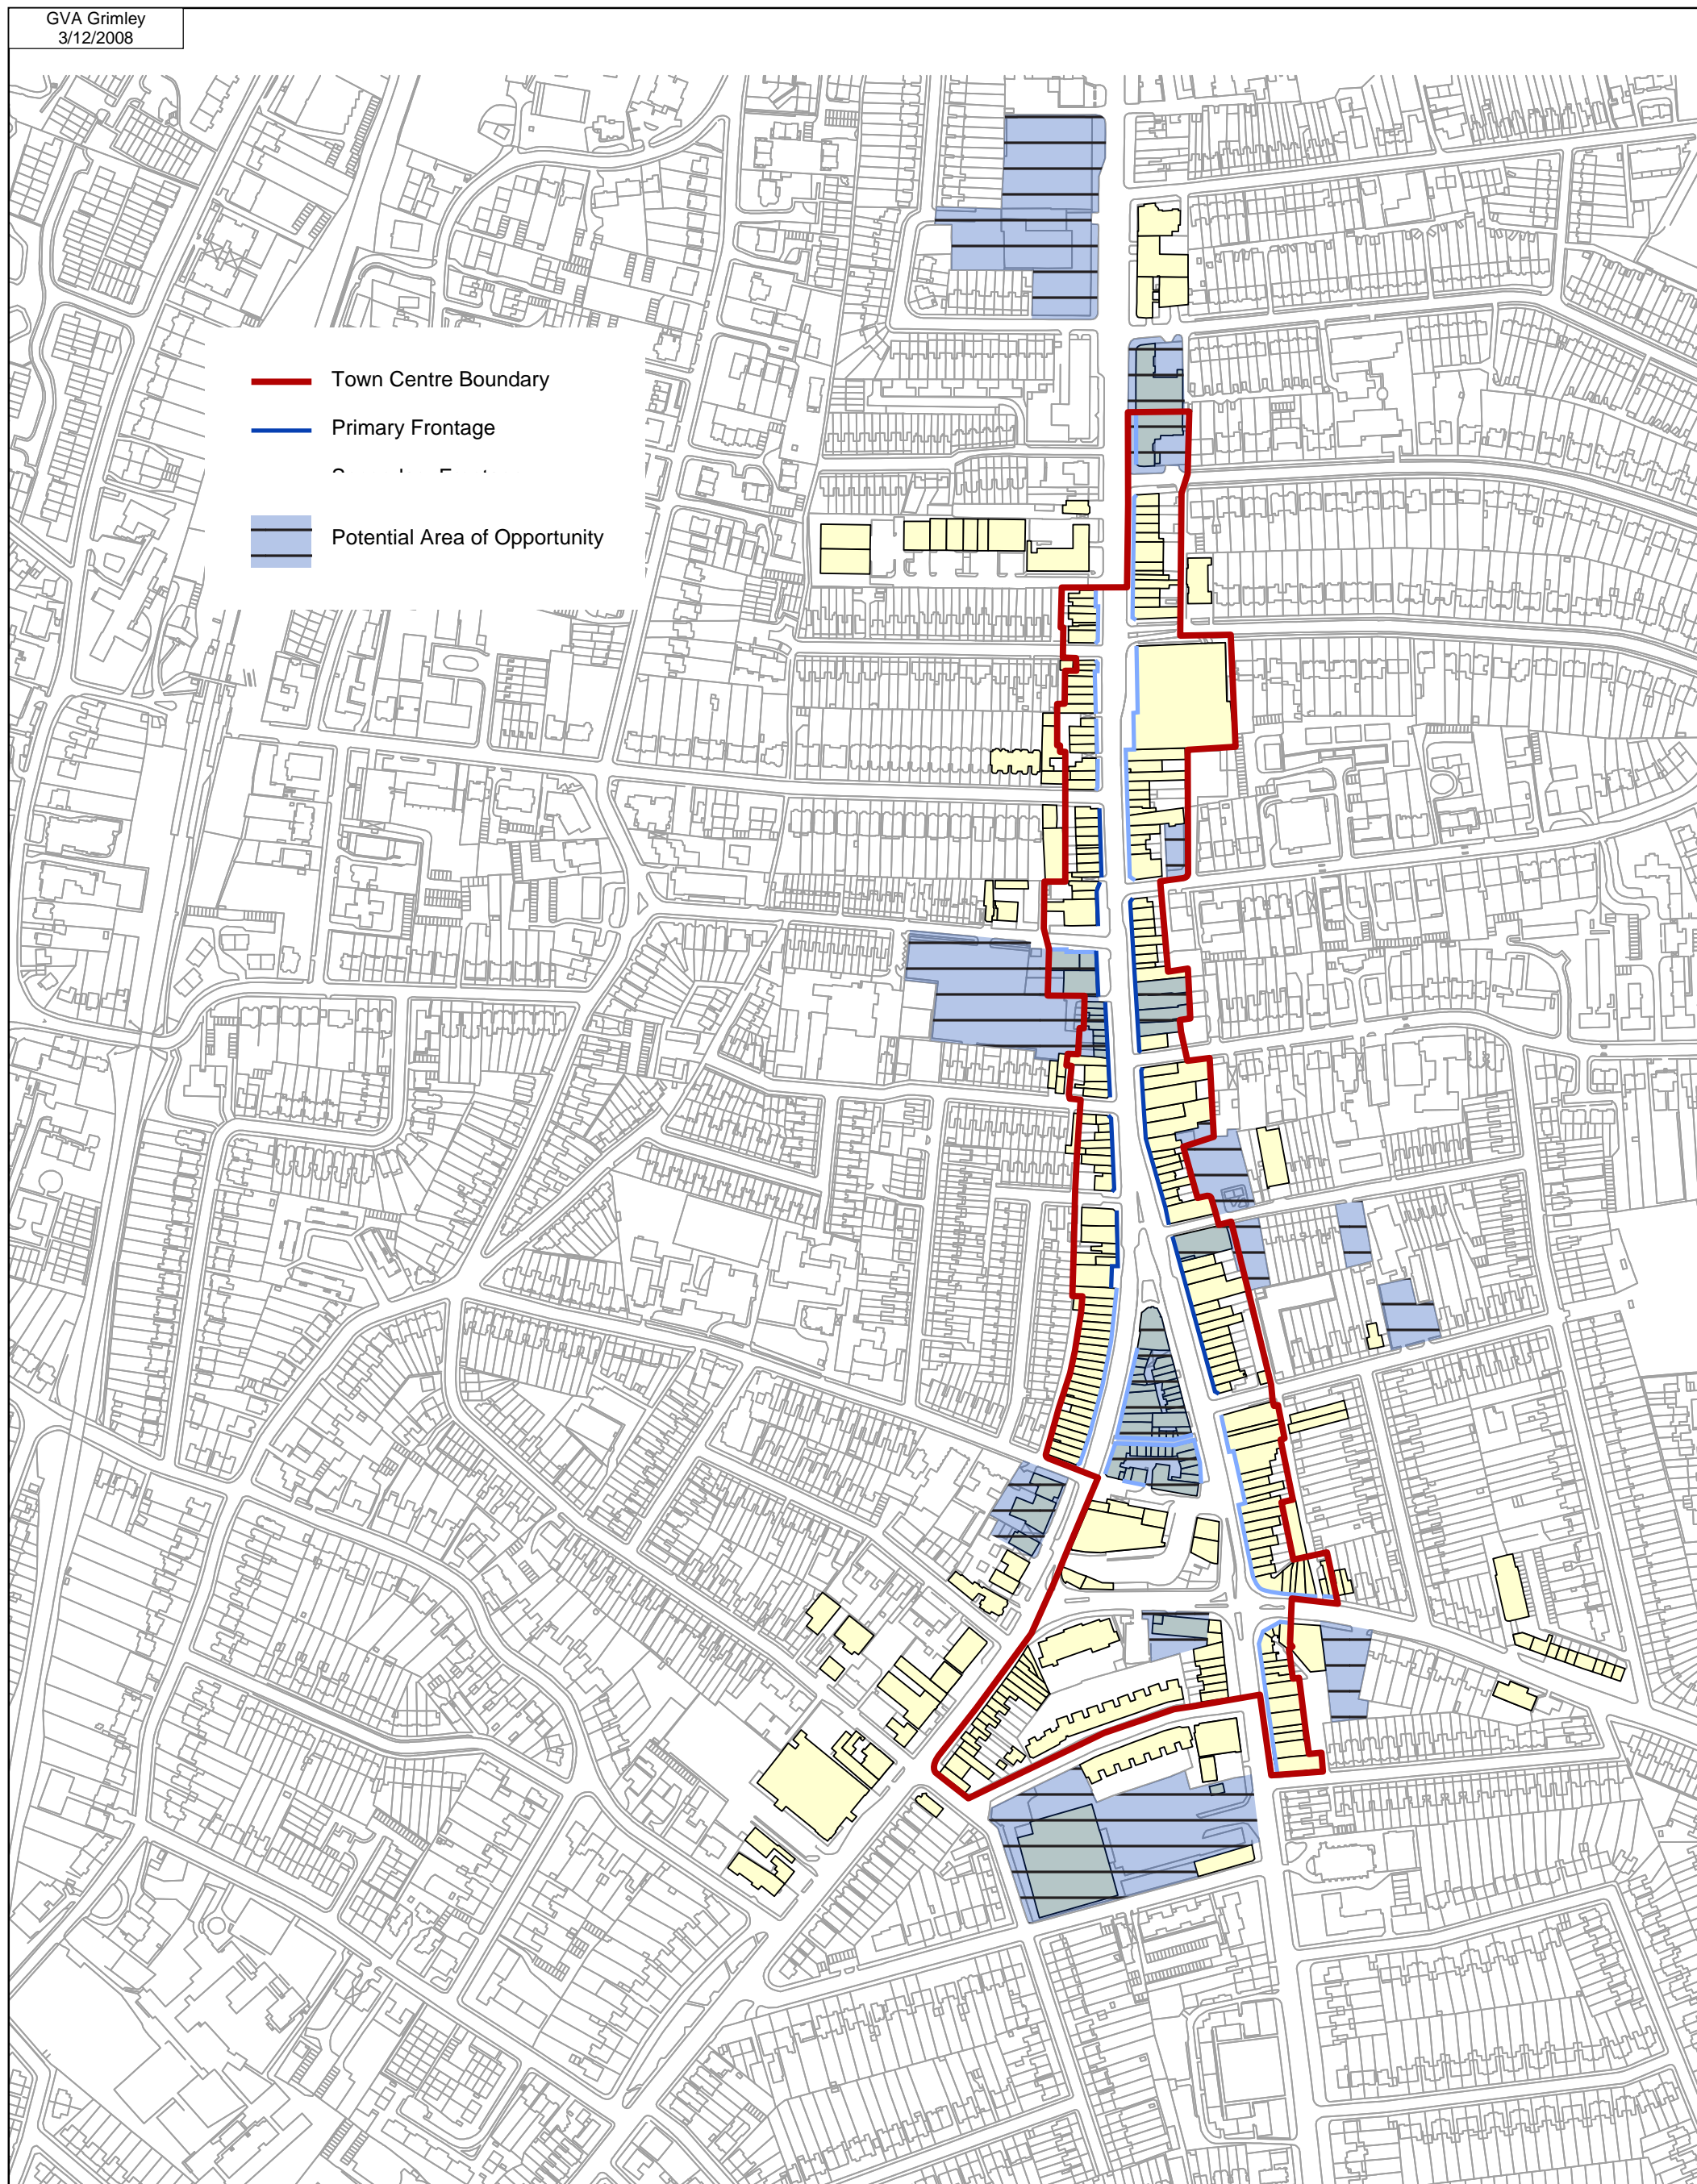 GVA Grimley
3/12/2008
Town Centre Boundary
Primary Frontage
Potential Area of Opportunity